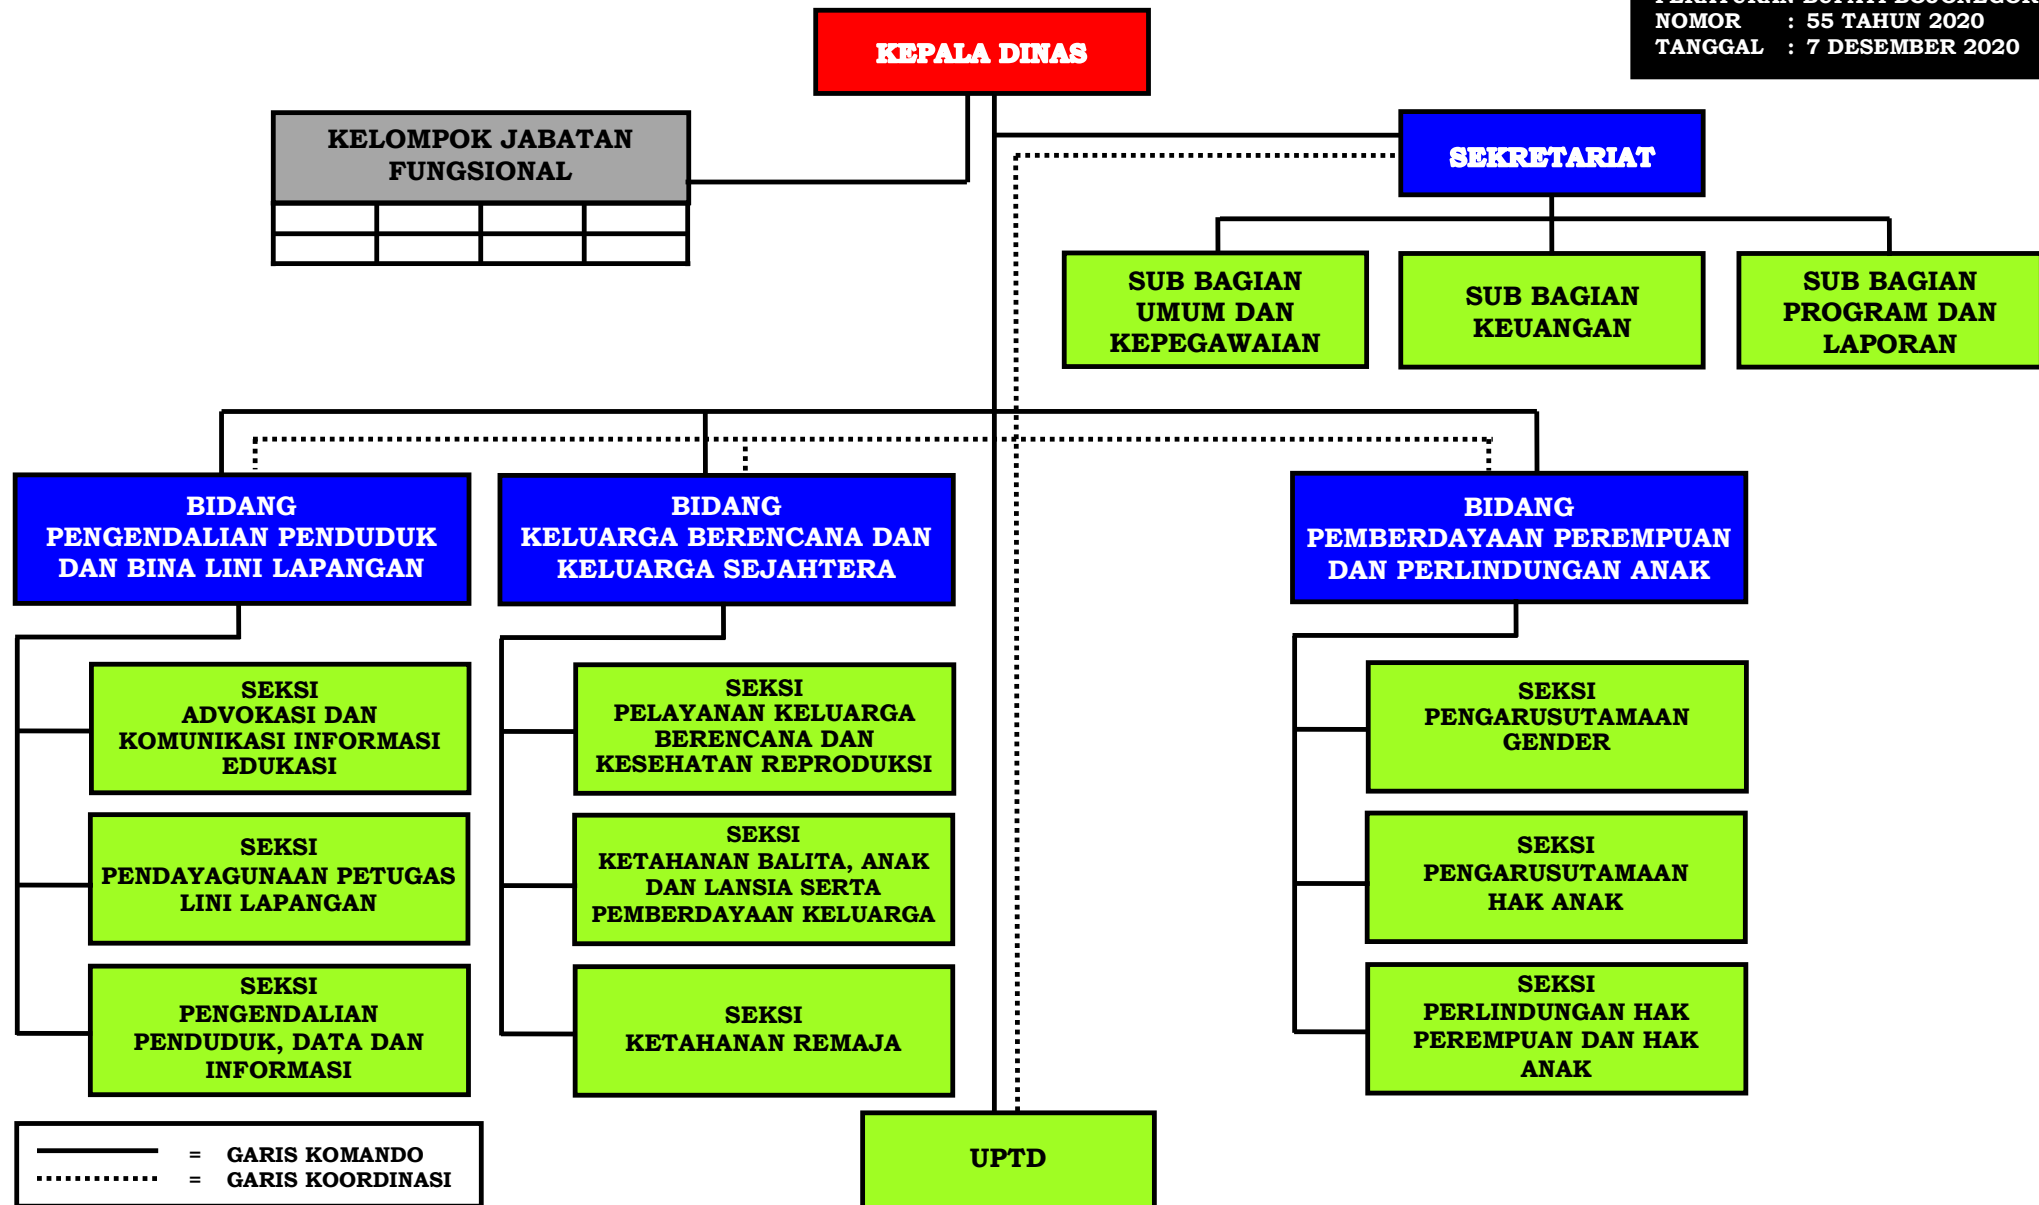 PERATURAN BUPATI BOJONEGOR
NOMOR : 55 TAHUN 2020
TANGGAL : 7 DESEMBER 2020
KEPALA DINAS
KELOMPOK JABATAN
FUNGSIONAL
SEKRETARIAT
SUB BAGIAN
UMUM DAN
KEPEGAWAIAN
SUB BAGIAN
KEUANGAN
SUB BAGIAN
PROGRAM DAN
LAPORAN
BIDANG
PENGENDALIAN PENDUDUK
DAN BINA LINI LAPANGAN
BIDANG
KELUARGA BERENCANA DAN
KELUARGA SEJAHTERA
BIDANG
PEMBERDAYAAN PEREMPUAN
DAN PERLINDUNGAN ANAK
SEKSI
ADVOKASI DAN
KOMUNIKASI INFORMASI
EDUKASI
SEKSI
PELAYANAN KELUARGA
BERENCANA DAN
KESEHATAN REPRODUKSI
SEKSI
PENGARUSUTAMAAN
GENDER
SEKSI
PENDAYAGUNAAN PETUGAS
LINI LAPANGAN
SEKSI
KETAHANAN BALITA, ANAK
DAN LANSIA SERTA
PEMBERDAYAAN KELUARGA
SEKSI
PENGARUSUTAMAAN
HAK ANAK
SEKSI
PENGENDALIAN
PENDUDUK, DATA DAN
INFORMASI
SEKSI
KETAHANAN REMAJA
SEKSI
PERLINDUNGAN HAK
PEREMPUAN DAN HAK
ANAK
UPTD
= GARIS KOMANDO
= GARIS KOORDINASI